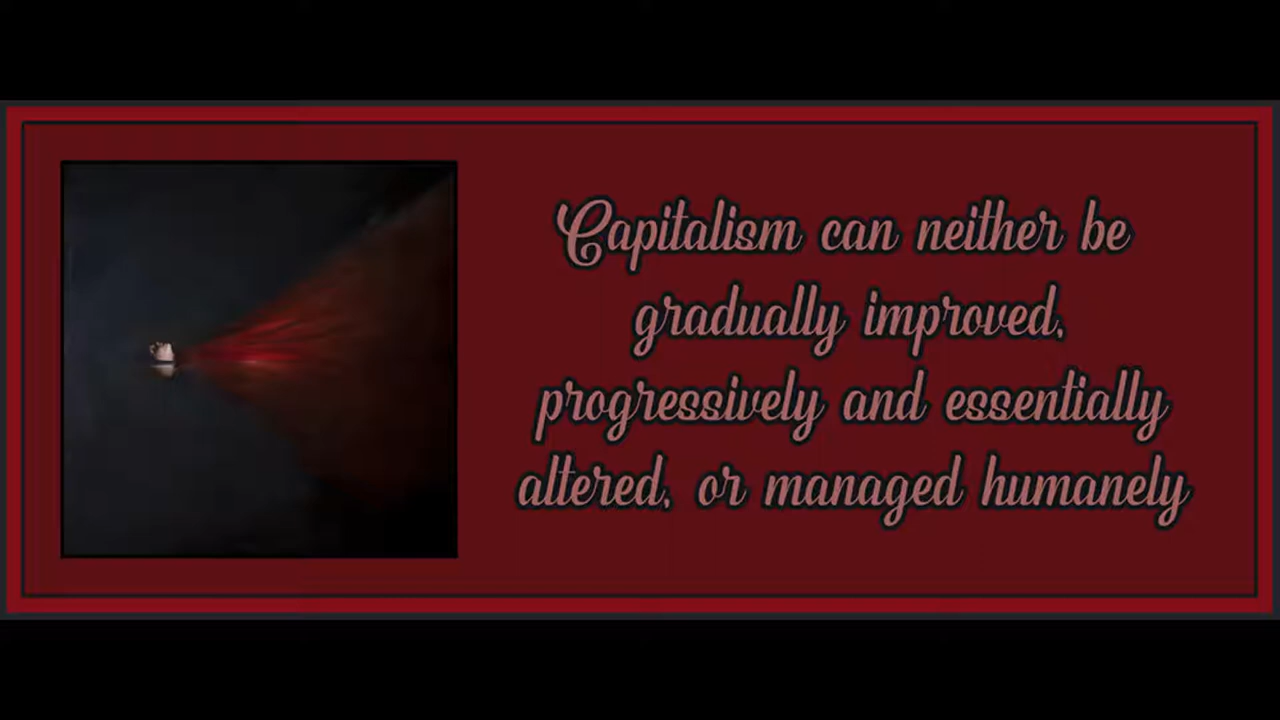 Capitalism can neither be
gradually improved,
progressively and essentially
altered, or managed humanely